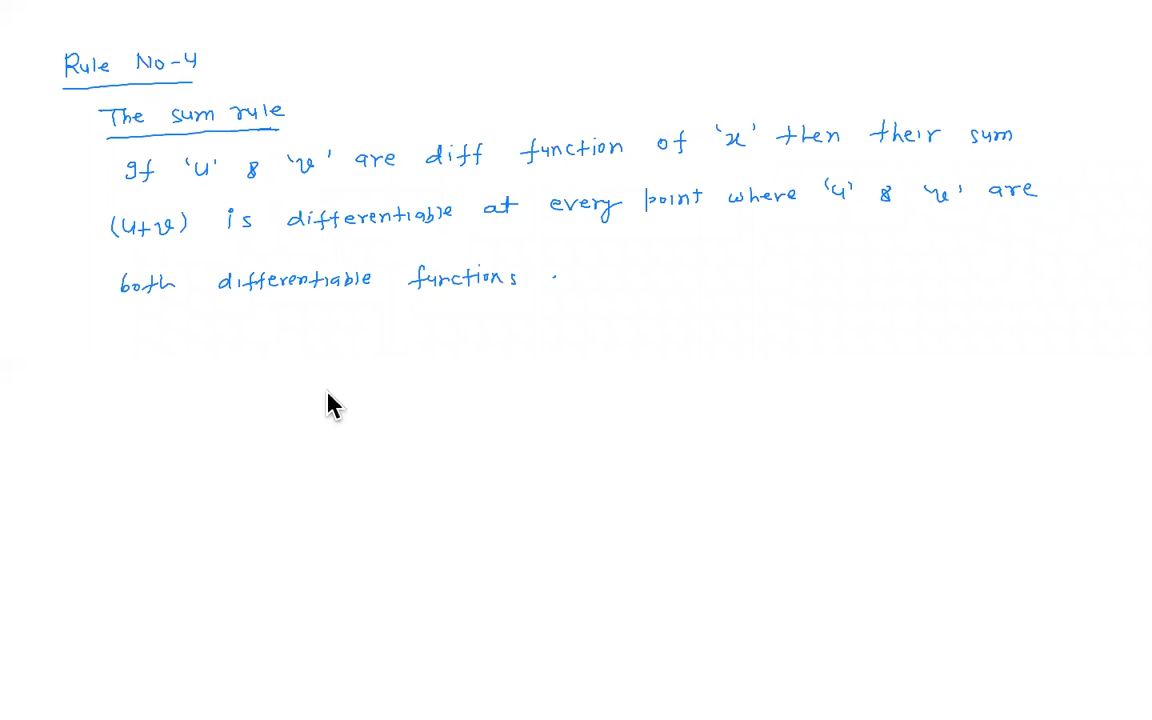 Rule No-4
The sum rule
If 'u' & 'v' are diff function of 'x' then their sum
(u+v) is differentiable at every point where 'u' & 'v' are
both differentiable functions .